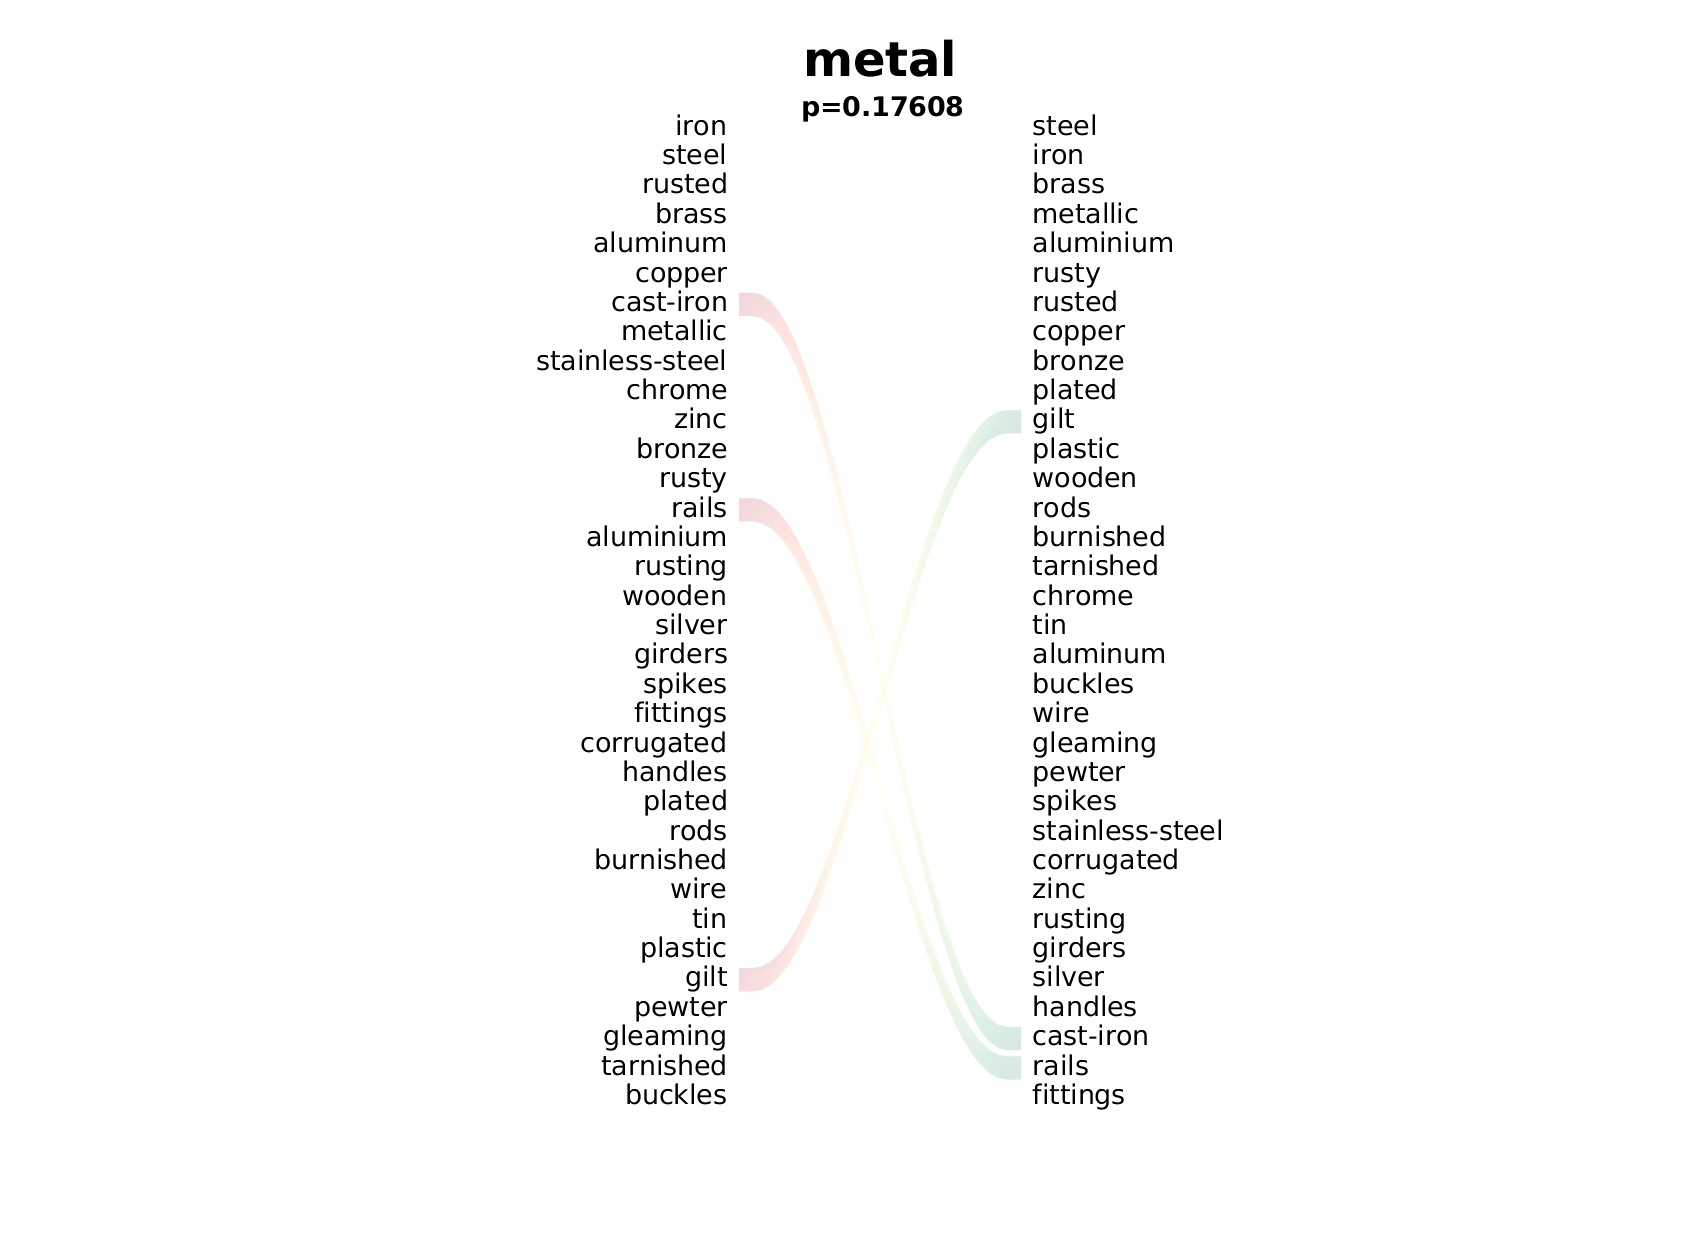 metal
p=0.17608
iron
steel
rusted
brass
aluminum
copper
cast-iron
metallic
stainless-steel
chrome
zinc
bronze
rusty
rails
aluminium
rusting
wooden
silver
girders
spikes
fittings
corrugated
handles
plated
rods
burnished
wire
tin
plastic
gilt
pewter
gleaming
tarnished
buckles
steel
iron
brass
metallic
aluminium
rusty
rusted
copper
bronze
plated
gilt
plastic
wooden
rods
burnished
tarnished
chrome
tin
aluminum
buckles
wire
gleaming
pewter
spikes
stainless-steel
corrugated
zinc
rusting
girders
silver
handles
cast-iron
rails
fittings